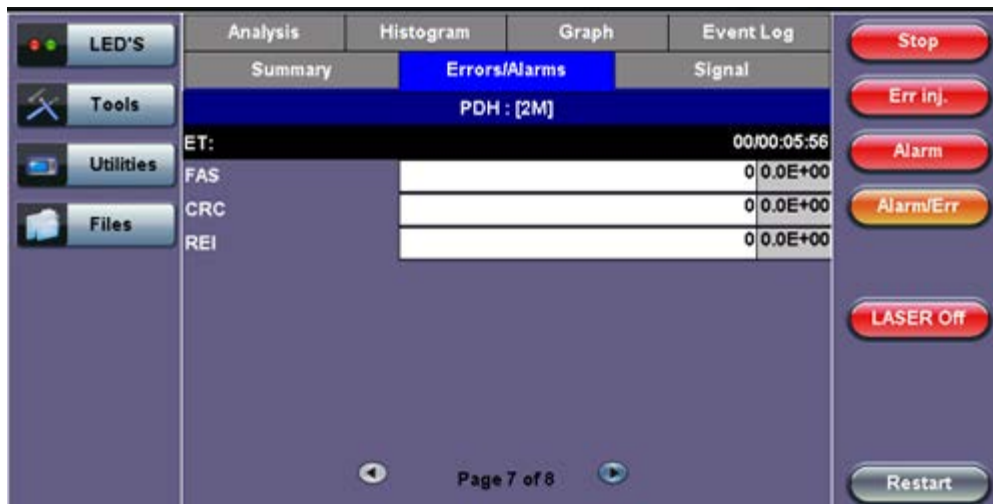 LED'S
Tools
Utilities
Files
Analysis Histogram Graph Event Log
Summary Errors/Alarms Signal
PDH : [2M]
ET: 00/00:05:56
FAS 0 0.0E+00
CRC 0 0.0E+00
REI 0 0.0E+00
Page 7 of 8
Stop
Err inj.
Alarm
Alarm/Err
LASER Off
Restart